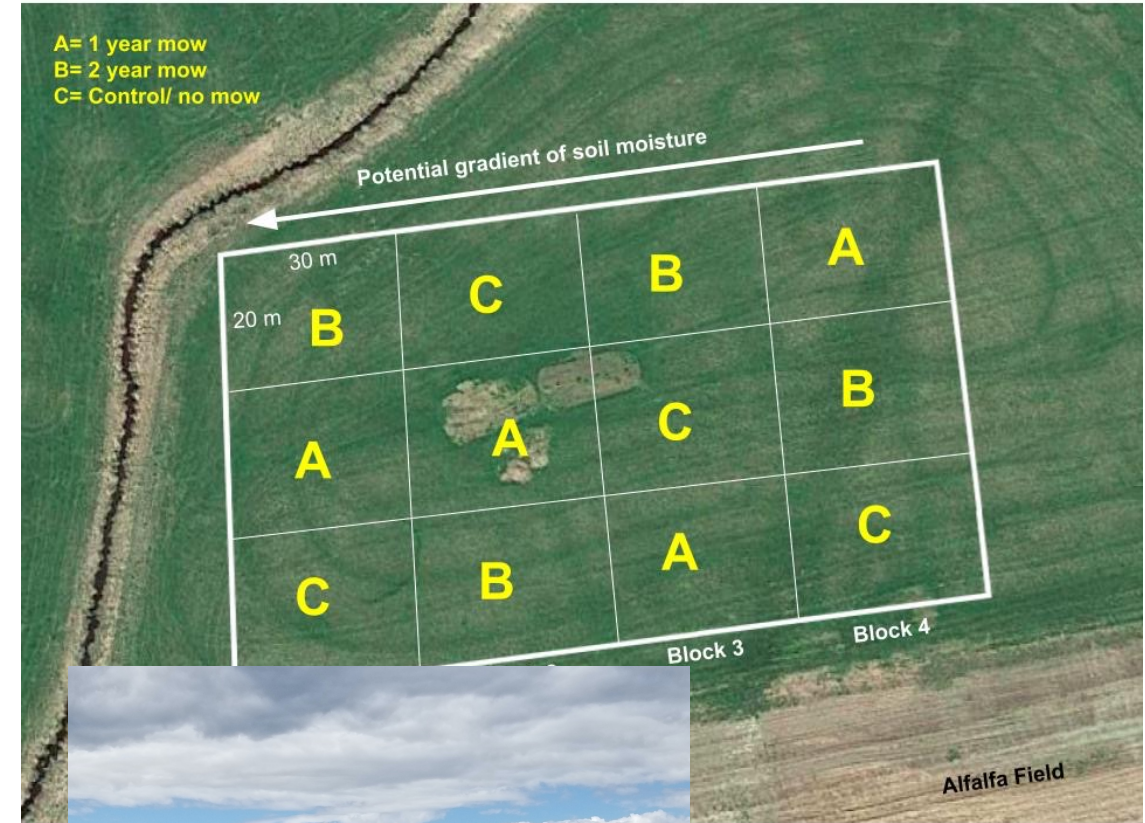 A= 1 year mow
B= 2 year mow
C= Control/ no mow
Potential gradient of soil moisture
30 m
20 m
B
C
B
A
A
A
C
B
C
B
A
C
Block 3
Block 4
Alfalfa Field